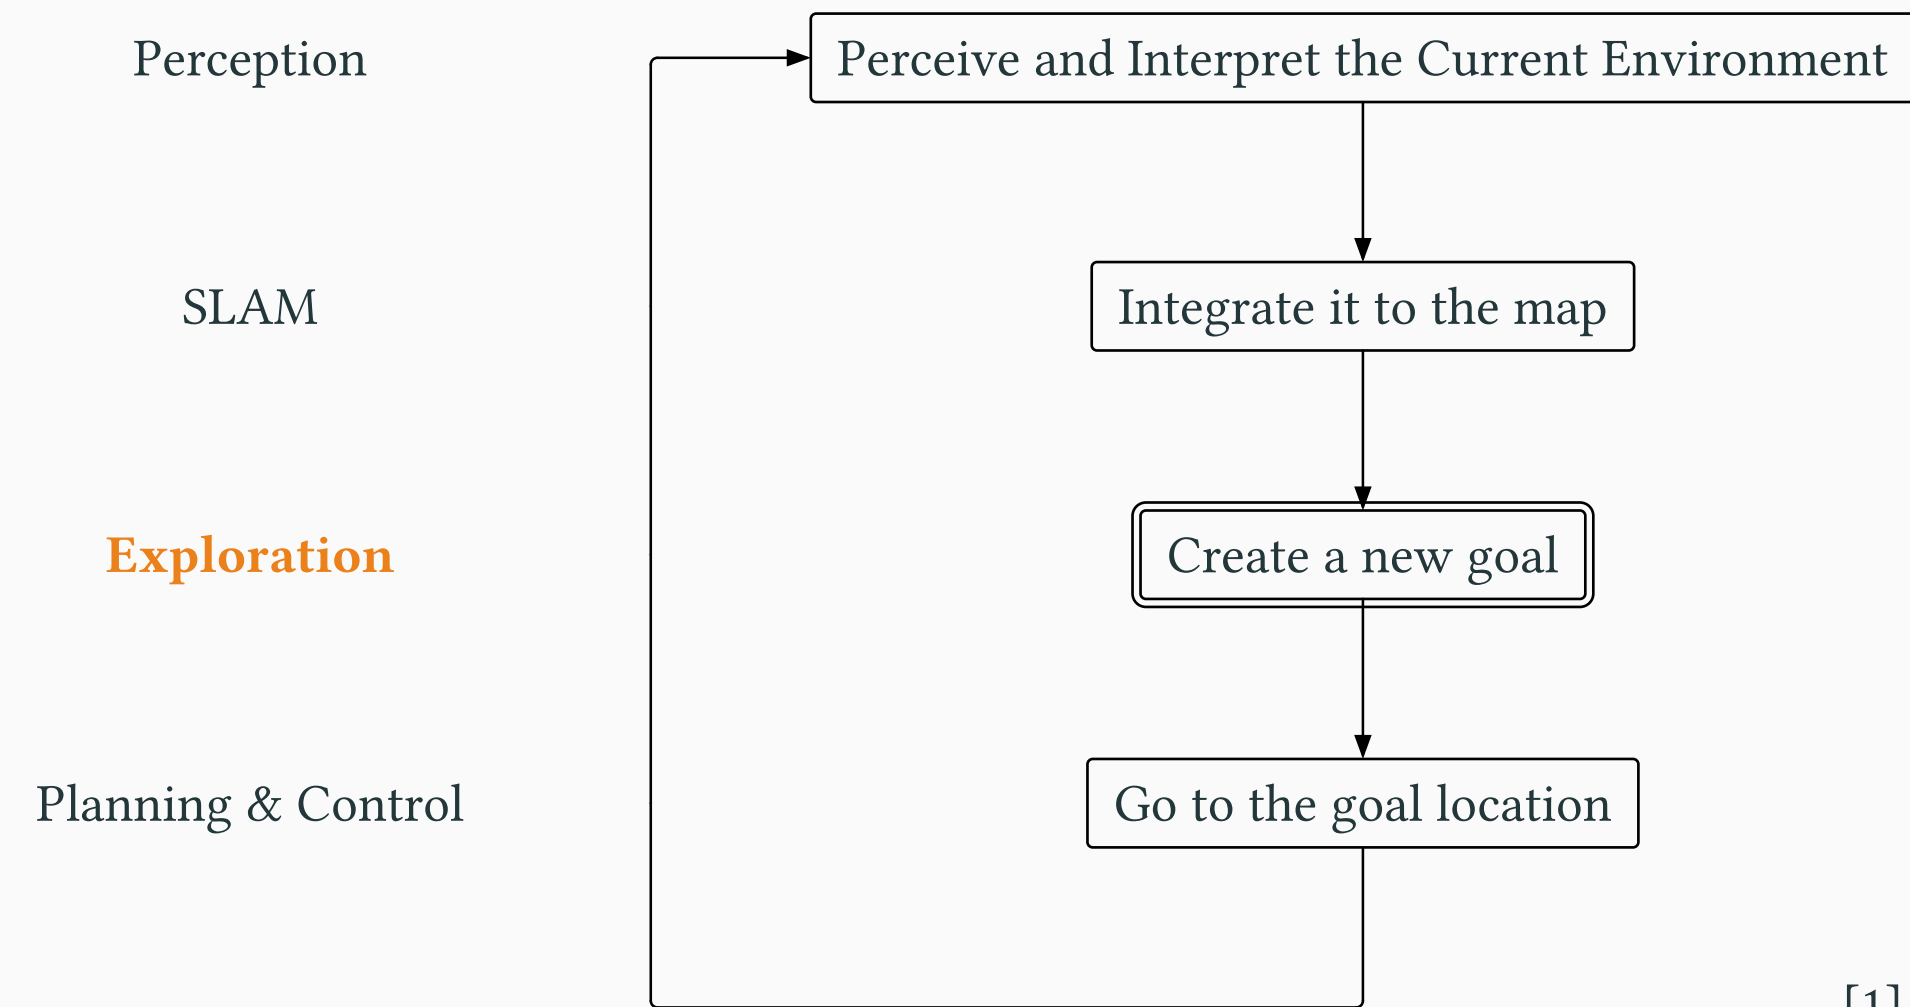 Perception
Perceive and Interpret the Current Environment
SLAM
Integrate it to the map
Exploration
Create a new goal
Planning & Control
Go to the goal location
[1]